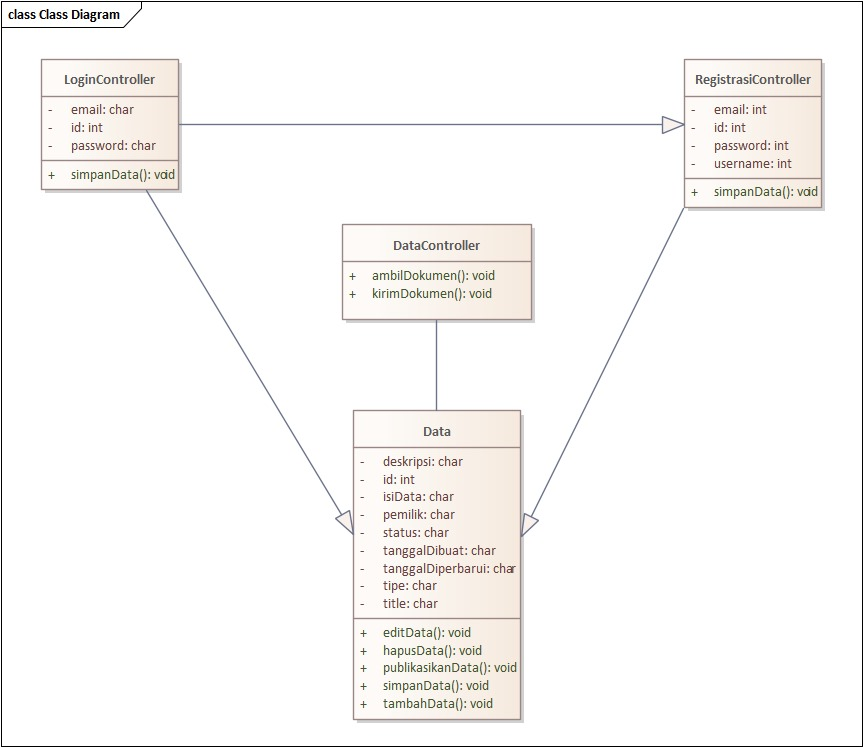 class Class Diagram
LoginController
- email: char
- id: int
- password: char
+ simpanData(): void
RegistrasiController
- email: int
- id: int
- password: int
- username: int
+ simpanData(): void
DataController
+ ambilDokumen(): void
+ kirimDokumen(): void
Data
- deskripsi: char
- id: int
- isiData: char
- pemilik: char
- status: char
- tanggalDibuat: char
- tanggalDiperbarui: char
- tipe: char
- title: char
+ editData(): void
+ hapusData(): void
+ publikasikanData(): void
+ simpanData(): void
+ tambahData(): void